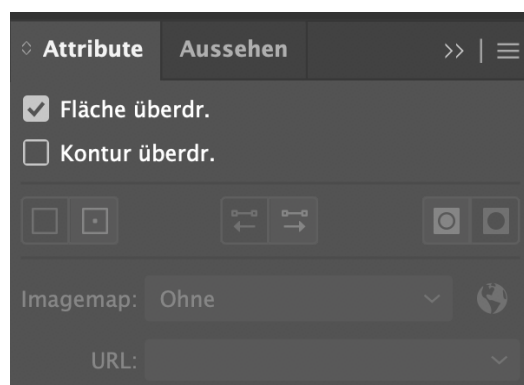 Attribute Aussehen
Fläche überdr.
Kontur überdr.
Imagemap: Ohne
URL: